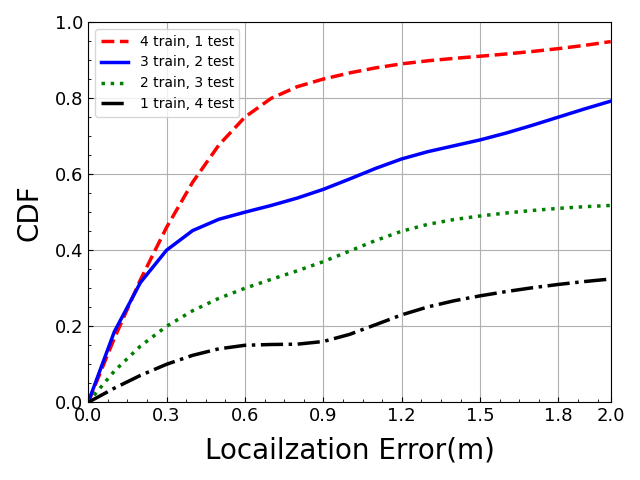 1.0
0.8
0.6
0.4
0.2
0.0
CDF
4 train, 1 test
3 train, 2 test
2 train, 3 test
1 train, 4 test
0.0 0.3 0.6 0.9 1.2 1.5 1.8 2.0
Locailzation Error(m)